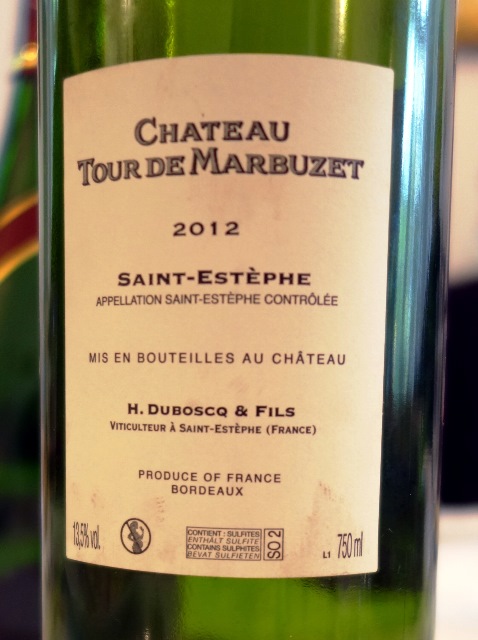 CHATEAU
TOUR DE MARBUZET
2012
SAINT-ESTÈPHE
APPELLATION SAINT-ESTÈPHE CONTRÔLÉE
MIS EN BOUTEILLES AU CHÂTEAU
H. DUBOSCQ & FILS
VITICULTEUR À SAINT-ESTÈPHE (FRANCE)
PRODUCE OF FRANCE
BORDEAUX
13,5% vol.
CONTIENT : SULFITES
ENTHÄLT SULFITE
CONTAINS SULPHITES
BEVAT SULFIETEN
SO2
L1 750 ml